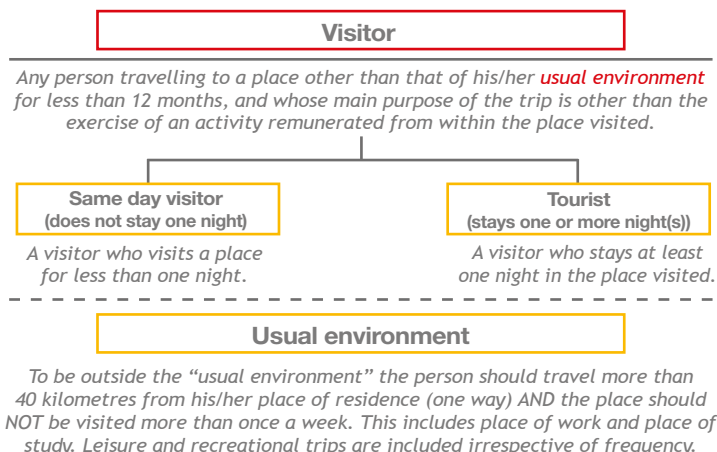 Visitor
Any person travelling to a place other than that of his/her usual environment
for less than 12 months, and whose main purpose of the trip is other than the
exercise of an activity remunerated from within the place visited.
Same day visitor
(does not stay one night)
A visitor who visits a place
for less than one night.
Tourist
(stays one or more night(s))
A visitor who stays at least
one night in the place visited.
Usual environment
To be outside the “usual environment” the person should travel more than
40 kilometres from his/her place of residence (one way) AND the place should
NOT be visited more than once a week. This includes place of work and place of
study. Leisure and recreational trips are included irrespective of frequency.